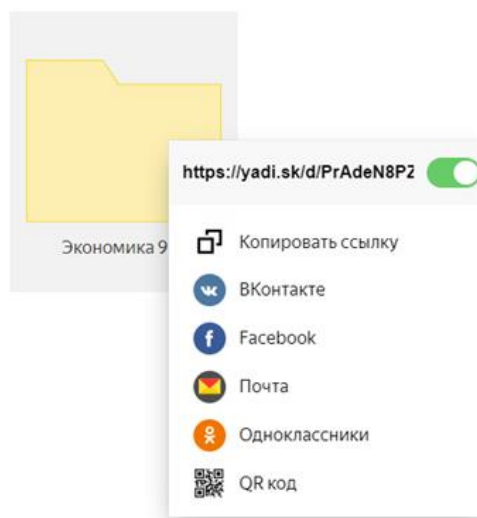 https://yadi.sk/d/PrAdeN8PZ
Экономика 9
Копировать ссылку
ВКонтакте
Facebook
Почта
Одноклассники
QR код